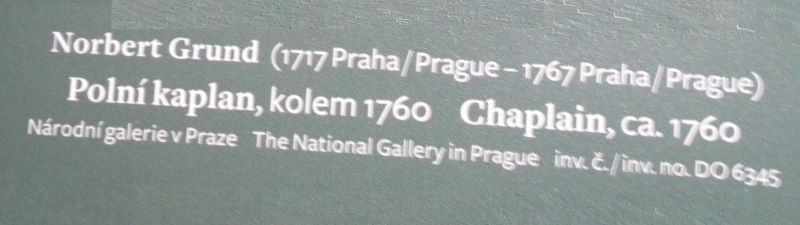 Norbert Grund (1717 Praha/Prague – 1767 Praha/Prague)
Polní kaplan, kolem 1760 Chaplain, ca. 1760
Národní galerie v Praze The National Gallery in Prague inv. č./inv. no. DO 6345